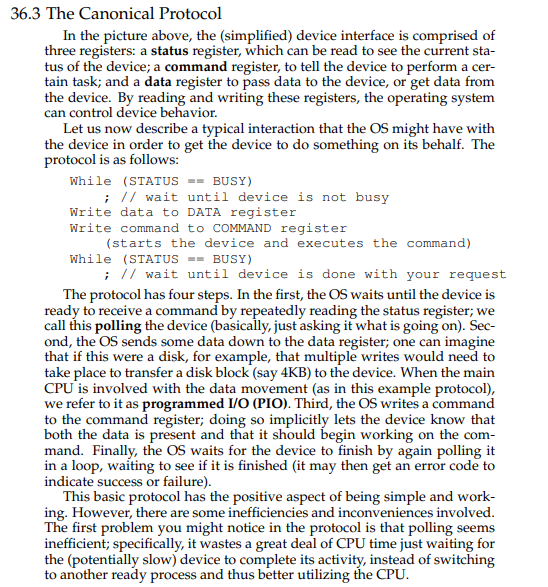 36.3 The Canonical Protocol
In the picture above, the (simplified) device interface is comprised of
three registers: a status register, which can be read to see the current sta-
tus of the device; a command register, to tell the device to perform a cer-
tain task; and a data register to pass data to the device, or get data from
the device. By reading and writing these registers, the operating system
can control device behavior.
Let us now describe a typical interaction that the OS might have with
the device in order to get the device to do something on its behalf. The
protocol is as follows:
While (STATUS == BUSY)
; // wait until device is not busy
Write data to DATA register
Write command to COMMAND register
(starts the device and executes the command)
While (STATUS == BUSY)
; // wait until device is done with your request
The protocol has four steps. In the first, the OS waits until the device is
ready to receive a command by repeatedly reading the status register; we
call this polling the device (basically, just asking it what is going on). Sec-
ond, the OS sends some data down to the data register; one can imagine
that if this were a disk, for example, that multiple writes would need to
take place to transfer a disk block (say 4KB) to the device. When the main
CPU is involved with the data movement (as in this example protocol),
we refer to it as programmed I/O (PIO). Third, the OS writes a command
to the command register; doing so implicitly lets the device know that
both the data is present and that it should begin working on the com-
mand. Finally, the OS waits for the device to finish by again polling it
in a loop, waiting to see if it is finished (it may then get an error code to
indicate success or failure).
This basic protocol has the positive aspect of being simple and work-
ing. However, there are some inefficiencies and inconveniences involved.
The first problem you might notice in the protocol is that polling seems
inefficient; specifically, it wastes a great deal of CPU time just waiting for
the (potentially slow) device to complete its activity, instead of switching
to another ready process and thus better utilizing the CPU.